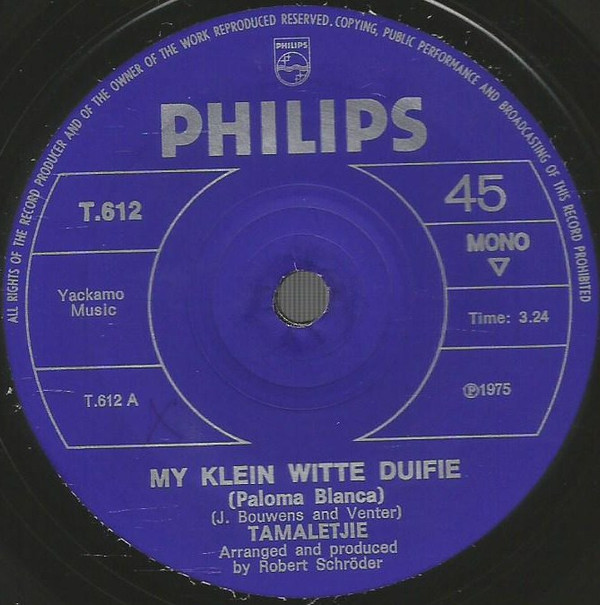 ALL RIGHTS OF THE RECORD PRODUCER AND OF THE OWNER OF THE WORK REPRODUCED RESERVED. COPYING, PUBLIC PERFORMANCE AND BROADCASTING OF THIS RECORD PROHIBITED
PHILIPS
PHILIPS
T.612
45
MONO
Yackamo
Music
Time: 3.24
T.612 A
℗1975
MY KLEIN WITTE DUIFIE
(Paloma Blanca)
(J. Bouwens and Venter)
TAMALETJIE
Arranged and produced
by Robert Schröder